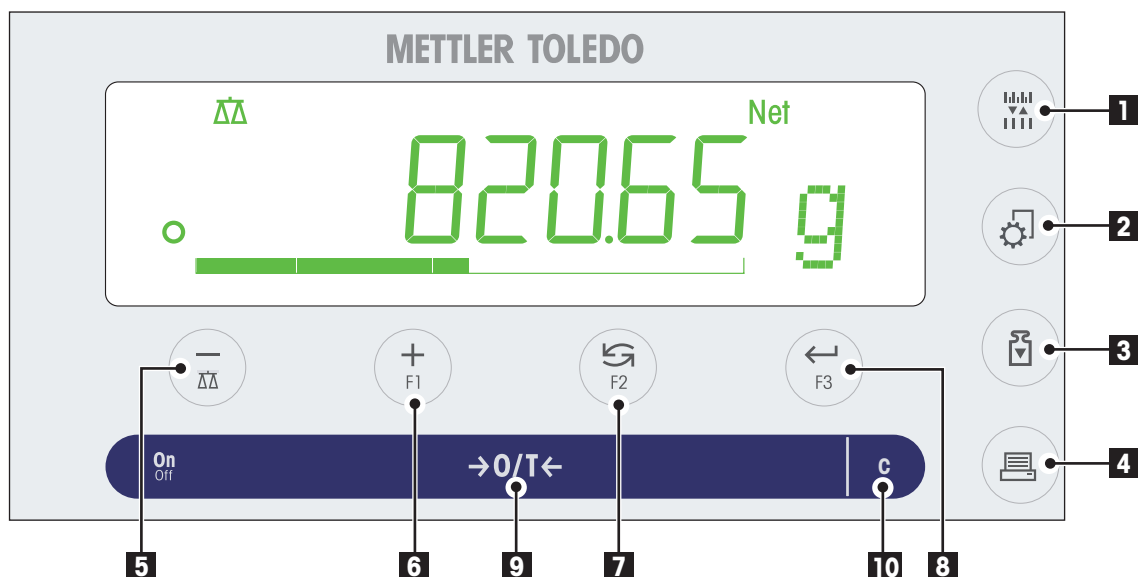 METTLER TOLEDO
Net
820.65 g
1
2
3
4
F1
F2
F3
On
Off
→0/T←
C
5
6
9
7
10
8